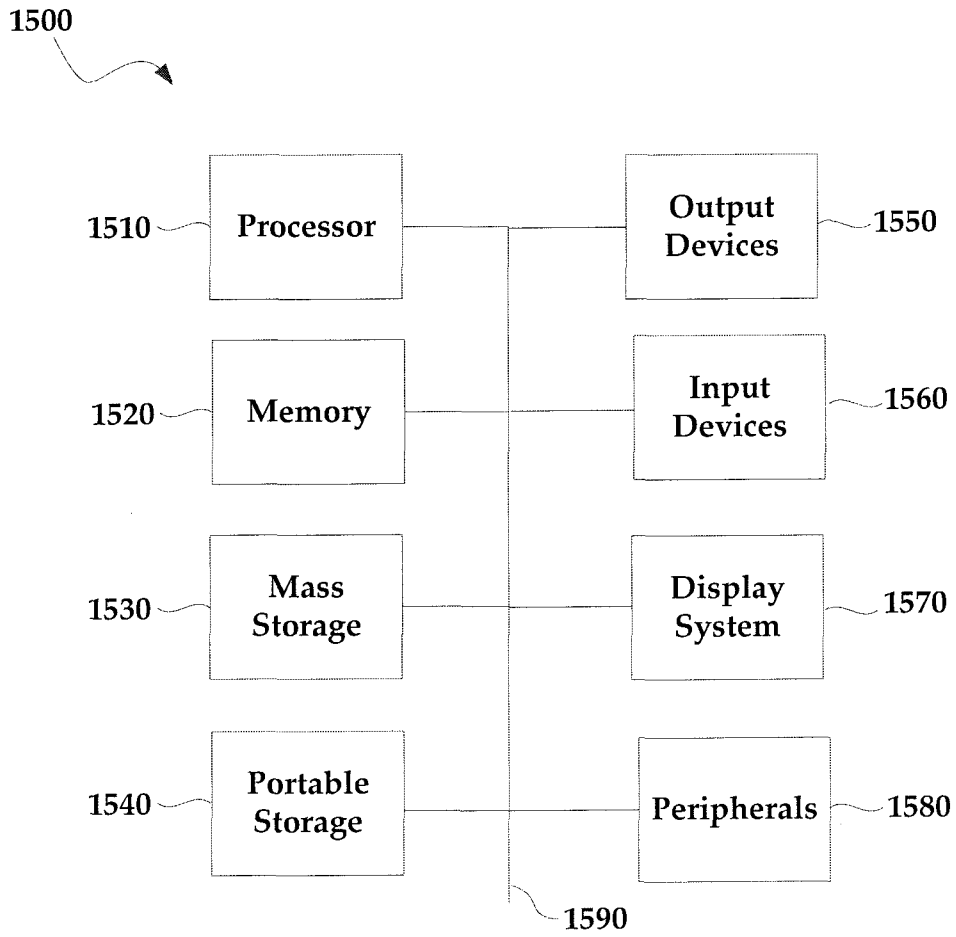 1500
1510
Processor
Output
Devices
1550
1520
Memory
Input
Devices
1560
1530
Mass
Storage
Display
System
1570
1540
Portable
Storage
Peripherals
1580
1590